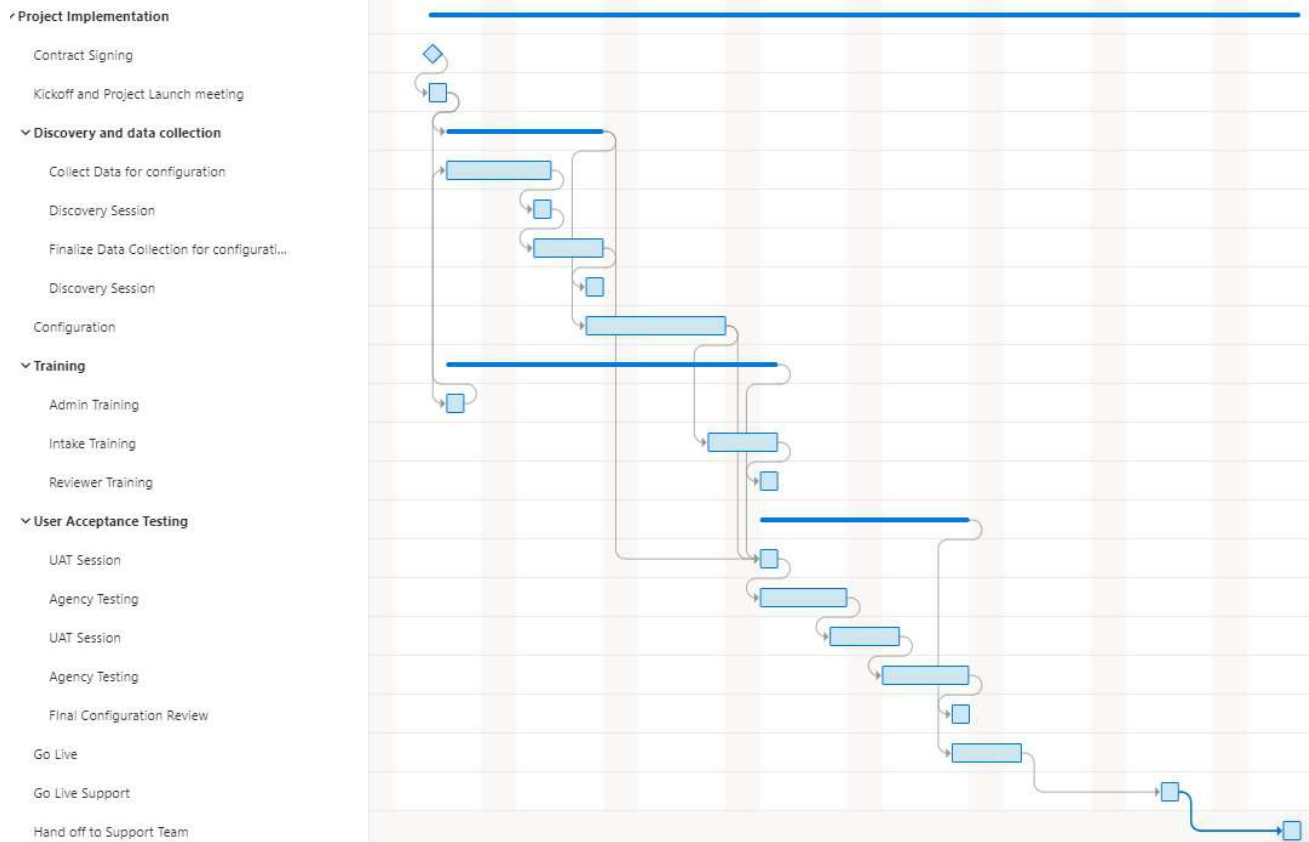 Project Implementation
Contract Signing
Kickoff and Project Launch meeting
Discovery and data collection
Collect Data for configuration
Discovery Session
Finalize Data Collection for configurati...
Discovery Session
Configuration
Training
Admin Training
Intake Training
Reviewer Training
User Acceptance Testing
UAT Session
Agency Testing
UAT Session
Agency Testing
FInal Configuration Review
Go Live
Go Live Support
Hand off to Support Team